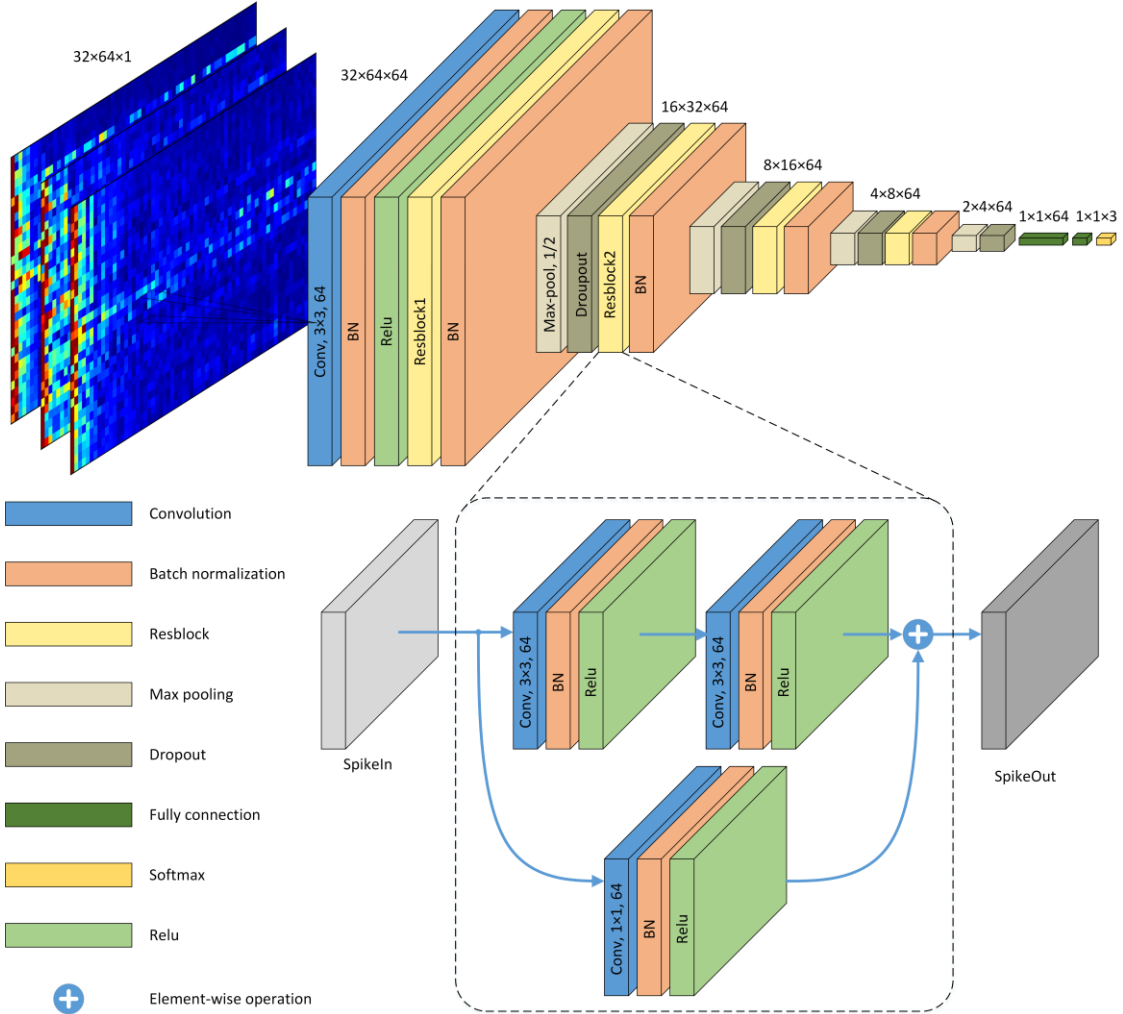 32×64×1
32×64×64
16×32×64
8×16×64
4×8×64
2×4×64
1×1×64
1×1×3
Conv, 3×3, 64
BN
Relu
Resblock1
BN
Max-pool, 1/2
Droupout
Resblock2
BN
Convolution
Batch normalization
Resblock
Max pooling
Dropout
Fully connection
Softmax
Relu
Element-wise operation
SpikeIn
Conv, 3×3, 64
BN
Relu
Conv, 3×3, 64
BN
Relu
Conv, 1×1, 64
BN
Relu
SpikeOut